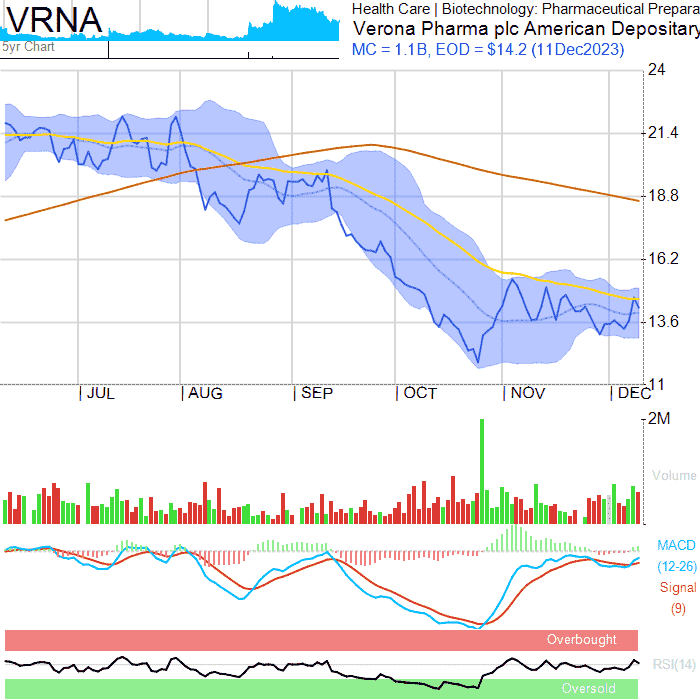 VRNA
5yr Chart
Health Care | Biotechnology: Pharmaceutical Prepara
Verona Pharma plc American Depositary
MC = 1.1B, EOD = $14.2 (11Dec2023)
24
21.4
18.8
16.2
13.6
11
| JUL | AUG | SEP | OCT | NOV | DEC
2M
Volume
MACD
(12-26)
Signal
(9)
Overbought
RSI(14)
Oversold